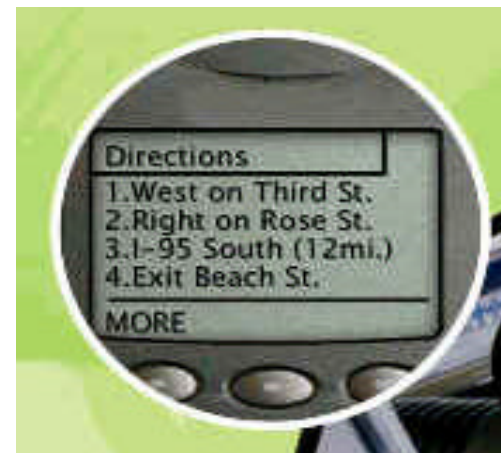 Directions
1.West on Third St.
2.Right on Rose St.
3.I-95 South (12mi.)
4.Exit Beach St.
MORE